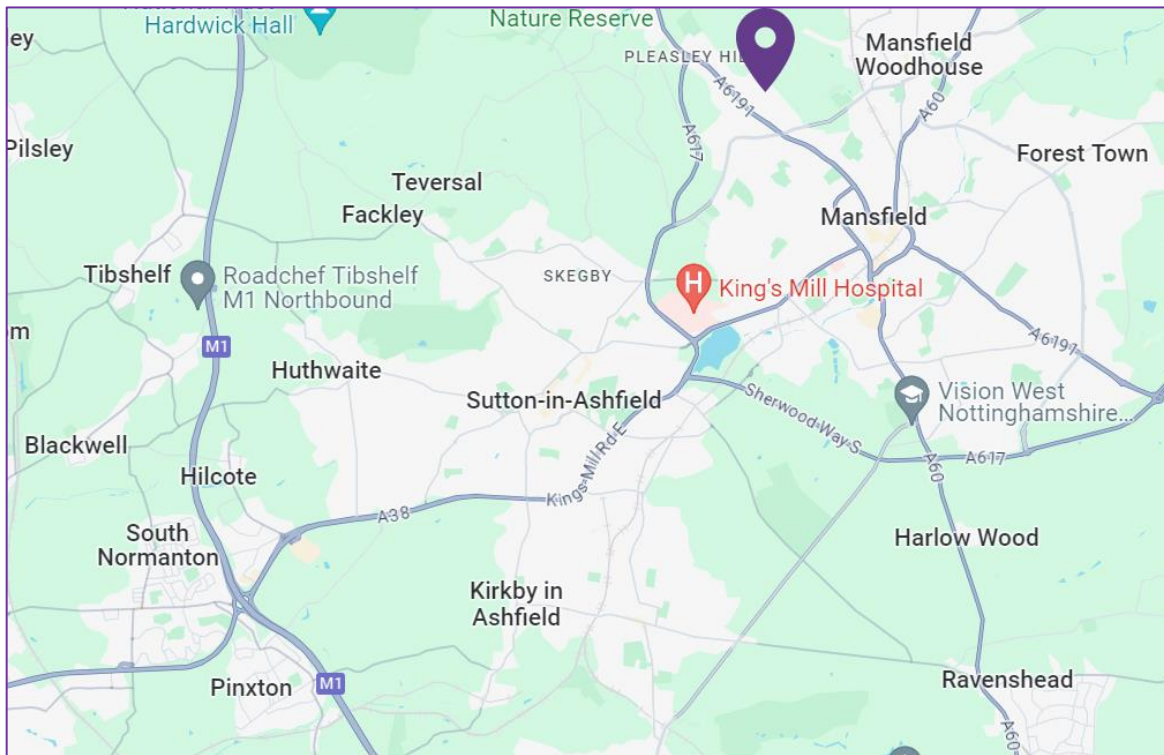 Hardwick Hall
Nature Reserve
ey
PLEASLEY HIL
Mansfield
Woodhouse
A6191
A60
A617
Pilsley
Forest Town
Teversal
Fackley
Mansfield
Tibshelf
Roadchef Tibshelf
M1 Northbound
SKEGBY
King's Mill Hospital
om
M1
Huthwaite
A6191
Sutton-in-Ashfield
Vision West
Nottinghamshire...
Sherwood Way S
Blackwell
Kings Mill Rd E
Hilcote
A60
A617
A38
South
Normanton
Harlow Wood
Kirkby in
Ashfield
Pinxton
M1
Ravenshead
A60
H